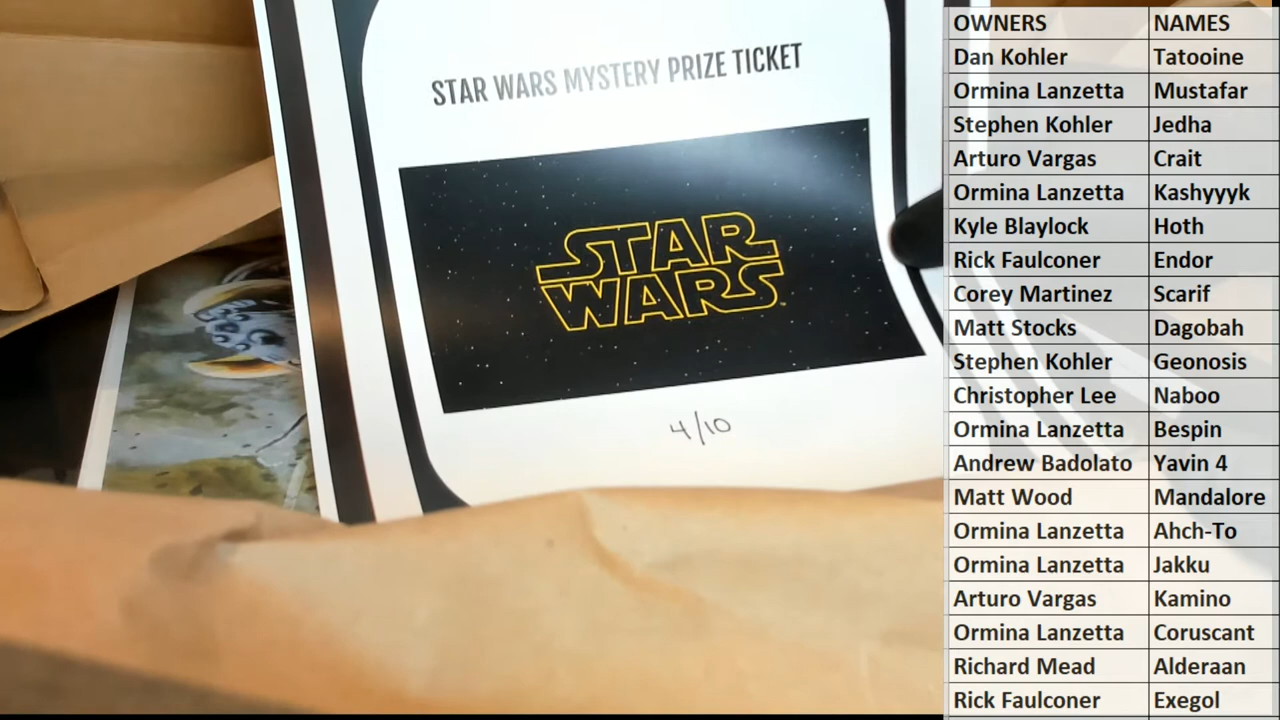 STAR WARS MYSTERY PRIZE TICKET
STAR
WARS
4/10
OWNERS NAMES
Dan Kohler Tatooine
Ormina Lanzetta Mustafar
Stephen Kohler Jedha
Arturo Vargas Crait
Ormina Lanzetta Kashyyyk
Kyle Blaylock Hoth
Rick Faulconer Endor
Corey Martinez Scarif
Matt Stocks Dagobah
Stephen Kohler Geonosis
Christopher Lee Naboo
Ormina Lanzetta Bespin
Andrew Badolato Yavin 4
Matt Wood Mandalore
Ormina Lanzetta Ahch-To
Ormina Lanzetta Jakku
Arturo Vargas Kamino
Ormina Lanzetta Coruscant
Richard Mead Alderaan
Rick Faulconer Exegol